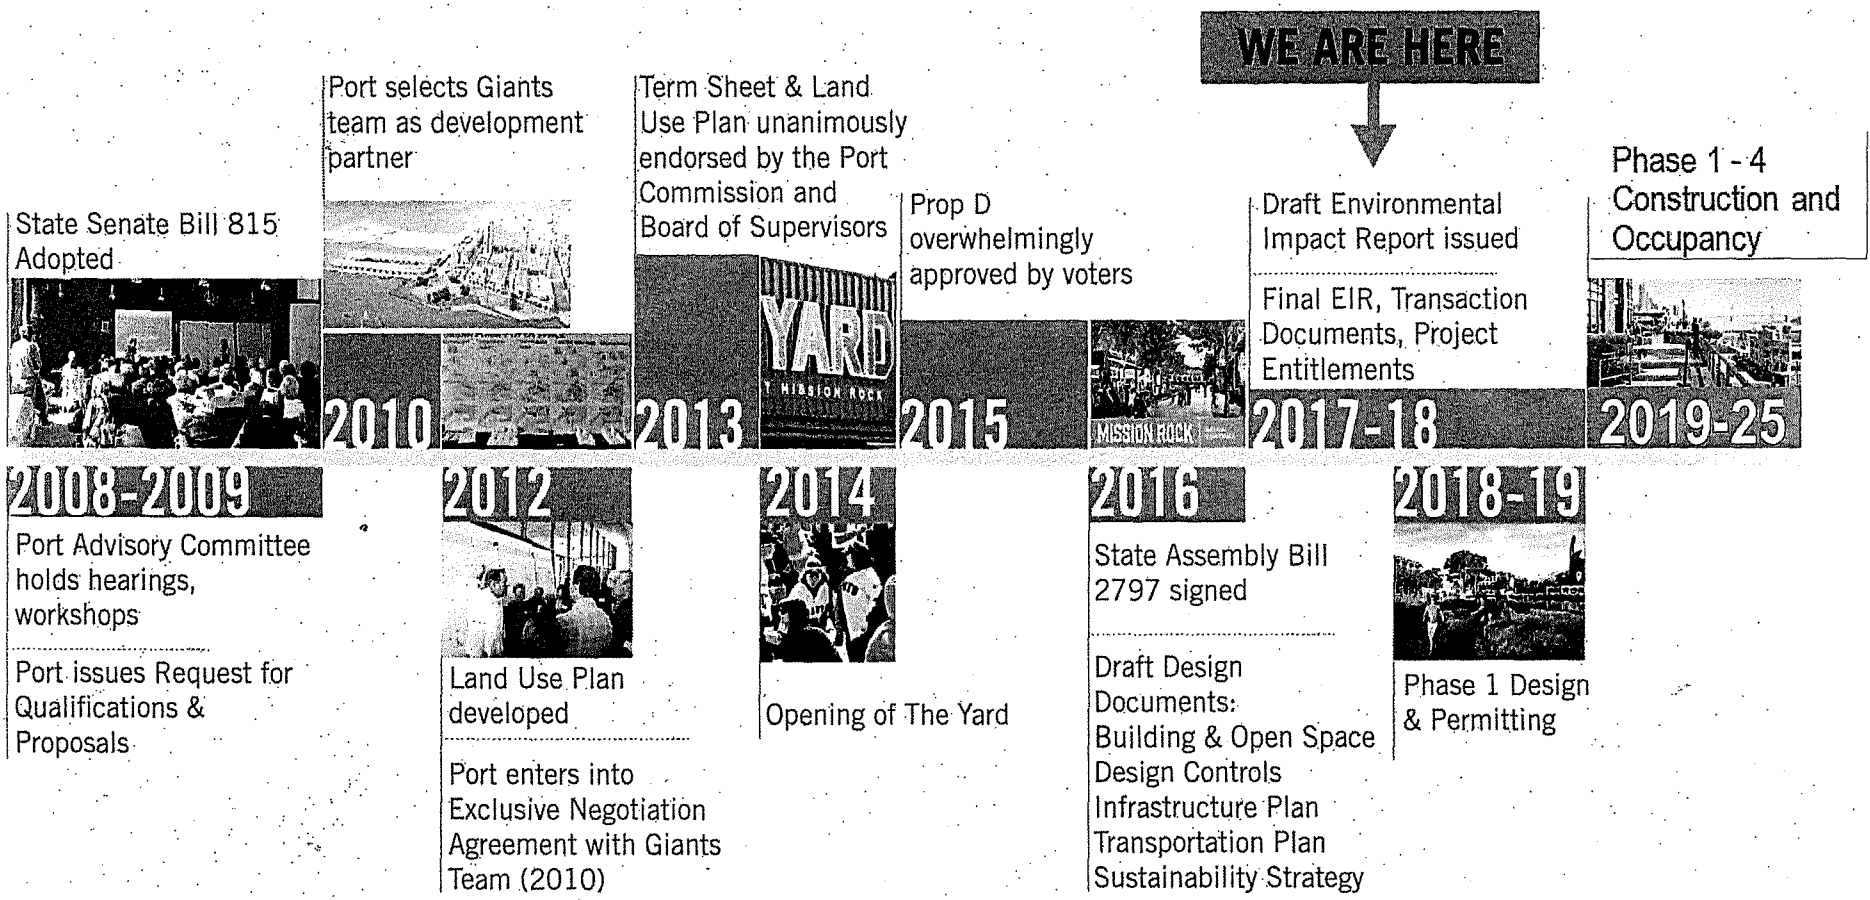 WE ARE HERE
State Senate Bill 815
Adopted
2008-2009
Port Advisory Committee
holds hearings,
workshops
Port issues Request for
Qualifications &
Proposals
Port selects Giants
team as development
partner
2010
2012
Land Use Plan
developed
Port enters into
Exclusive Negotiation
Agreement with Giants
Team (2010)
Term Sheet & Land
Use Plan unanimously
endorsed by the Port
Commission and
Board of Supervisors
YARD
MISSION ROCK
2013
2014
Opening of The Yard
Prop D
overwhelmingly
approved by voters
2015
MISSION ROCK
2016
State Assembly Bill
2797 signed
Draft Design
Documents:
Building & Open Space
Design Controls
Infrastructure Plan
Transportation Plan
Sustainability Strategy
Draft Environmental
Impact Report issued
Final EIR, Transaction
Documents, Project
Entitlements
2017-18
2018-19
Phase 1 Design
& Permitting
Phase 1 - 4
Construction and
Occupancy
2019-25